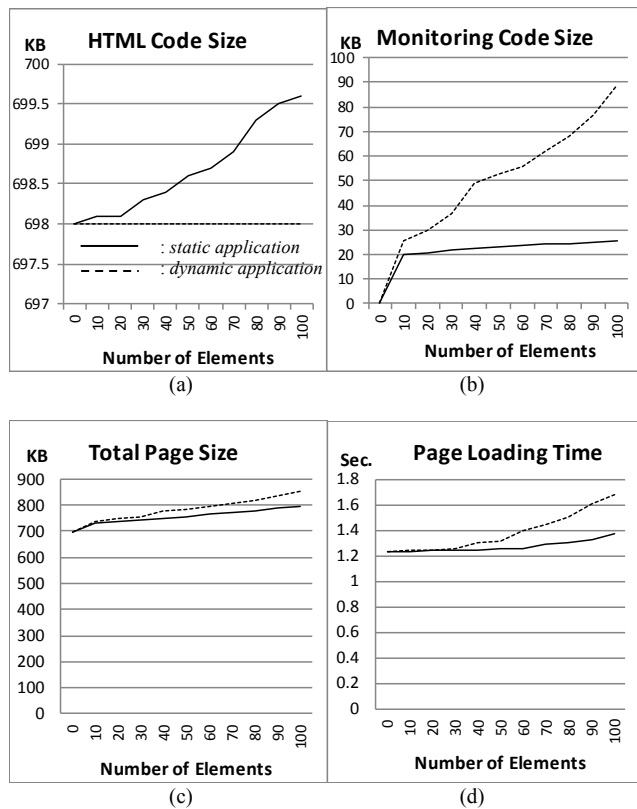 HTML Code Size
KB
700
699.5
699
698.5
698
697.5
697
: static application
: dynamic application
0 10 20 30 40 50 60 70 80 90 100
Number of Elements
(a)
Monitoring Code Size
KB
100
90
80
70
60
50
40
30
20
10
0
0 10 20 30 40 50 60 70 80 90 100
Number of Elements
(b)
Total Page Size
KB
900
800
700
600
500
400
300
200
100
0
0 10 20 30 40 50 60 70 80 90 100
Number of Elements
(c)
Page Loading Time
Sec.
1.8
1.6
1.4
1.2
1
0.8
0.6
0.4
0.2
0
0 10 20 30 40 50 60 70 80 90 100
Number of Elements
(d)